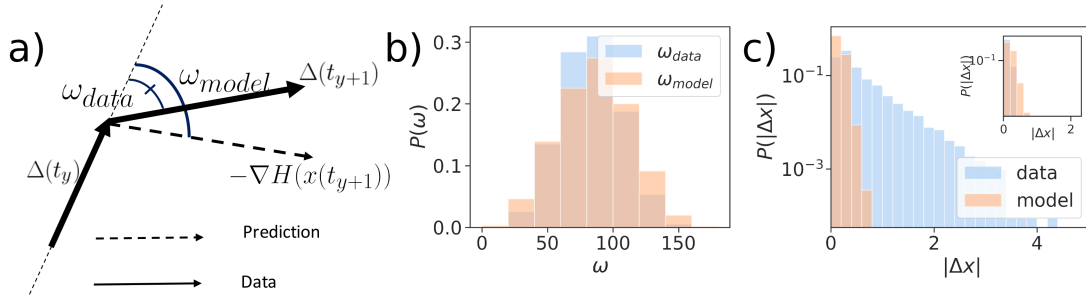 a)
ω_data
ω_model
Δ(t_{y+1})
Δ(t_y)
−∇H(x(t_{y+1}))
Prediction
Data
b)
P(ω)
0.3
0.2
0.1
0.0
0
50
100
150
ω
ω_data
ω_model
c)
P(|Δx|)
10^{−1}
10^{−3}
0
2
4
|Δx|
data
model
P(|Δx|)
10^{−1}
0
2
|Δx|